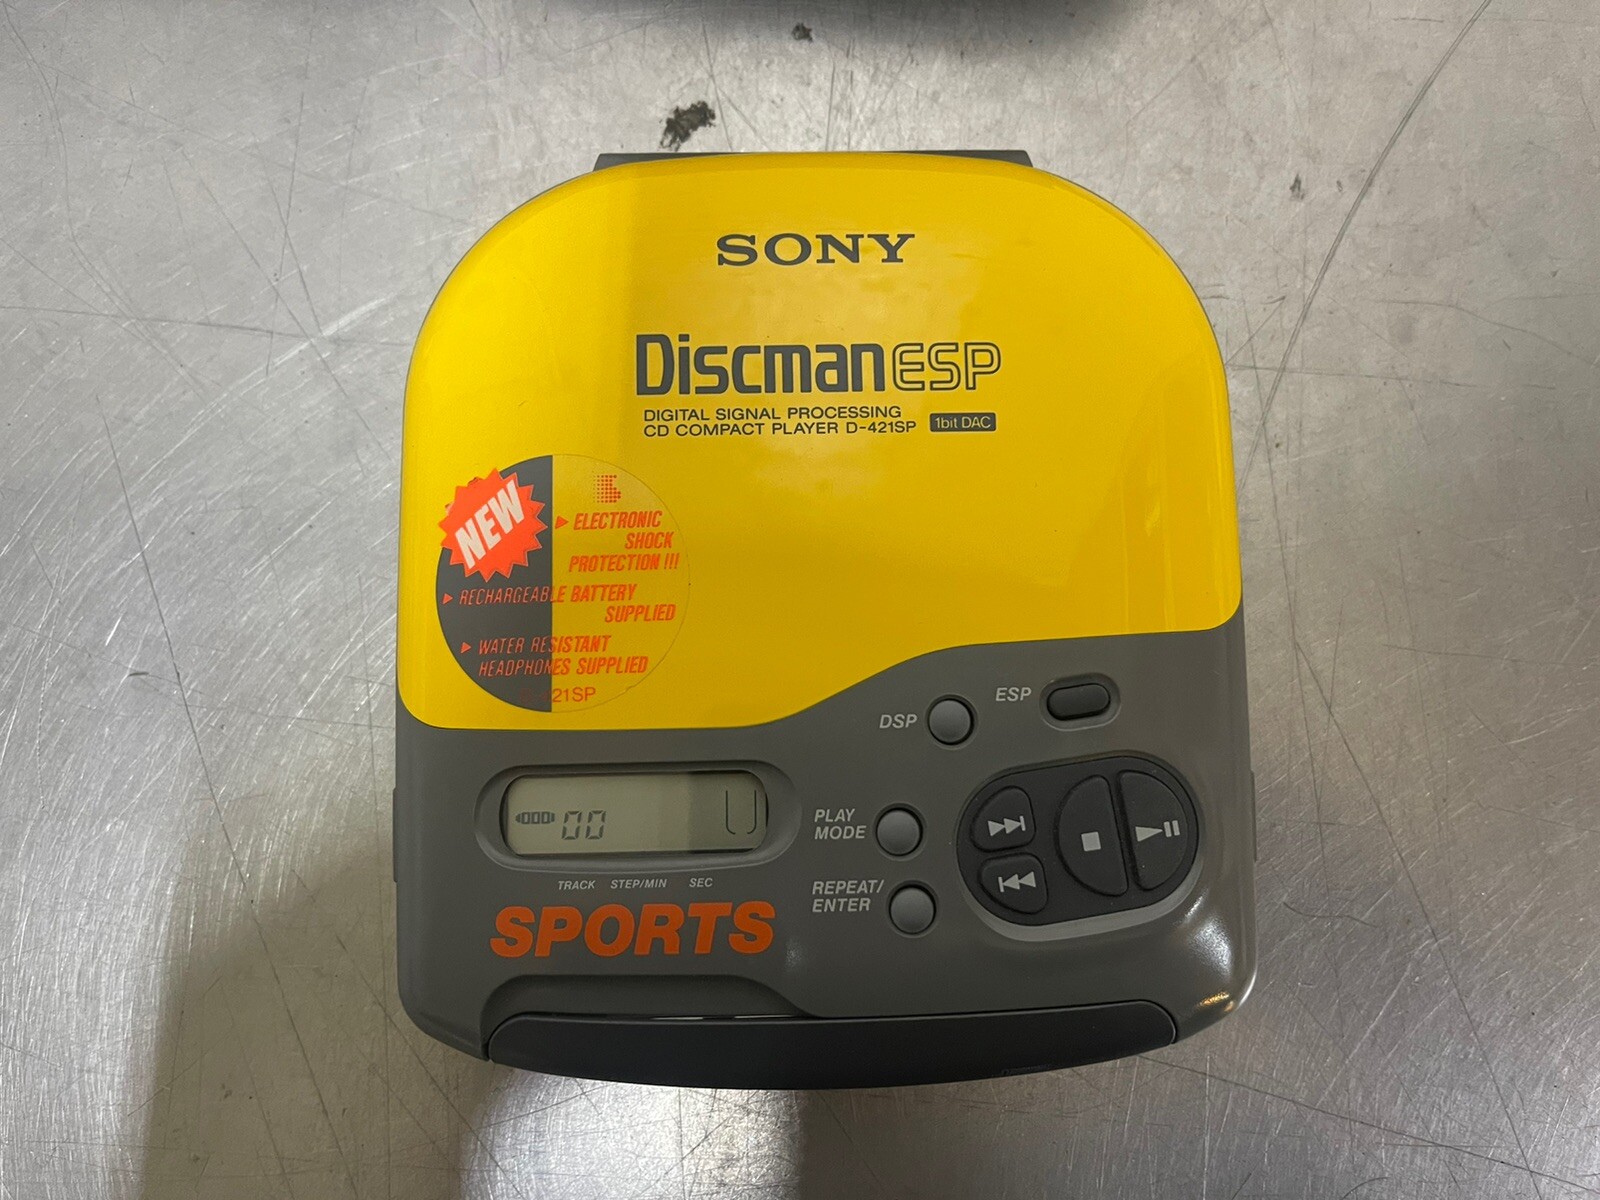 SONY
Discman ESP
DIGITAL SIGNAL PROCESSING
CD COMPACT PLAYER D-421SP 1bit DAC
NEW
ELECTRONIC
SHOCK
PROTECTION !!!
RECHARGEABLE BATTERY
SUPPLIED
WATER RESISTANT
HEADPHONES SUPPLIED
21SP
DSP
ESP
PLAY
MODE
00
TRACK STEP/MIN SEC
REPEAT/
ENTER
SPORTS